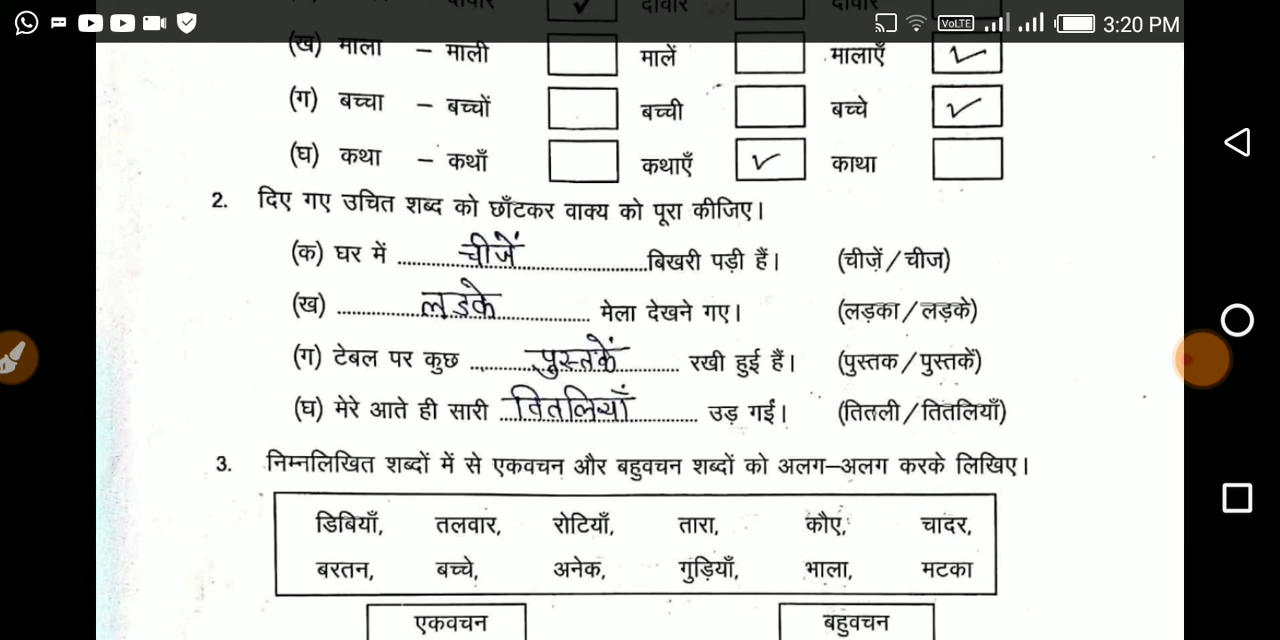 VoLTE 3:20 PM
(ख) माला – माली मालें मालाएँ ✓
(ग) बच्चा – बच्चों बच्ची बच्चे ✓
(घ) कथा – कथाँ कथाएँ ✓ काथा
2. दिए गए उचित शब्द को छाँटकर वाक्य को पूरा कीजिए।
(क) घर में ....चीजें....बिखरी पड़ी हैं। (चीज़ें / चीज)
(ख) ....लडके.... मेला देखने गए। (लड़का / लड़के)
(ग) टेबल पर कुछ ....पुस्तकें.... रखी हुई हैं। (पुस्तक / पुस्तकें)
(घ) मेरे आते ही सारी ....तितलियाँ.... उड़ गईं। (तितली / तितलियाँ)
3. निम्नलिखित शब्दों में से एकवचन और बहुवचन शब्दों को अलग–अलग करके लिखिए।
डिबियाँ, तलवार, रोटियाँ, तारा, कौए, चादर,
बरतन, बच्चे, अनेक, गुड़ियाँ, भाला, मटका
एकवचन बहुवचन